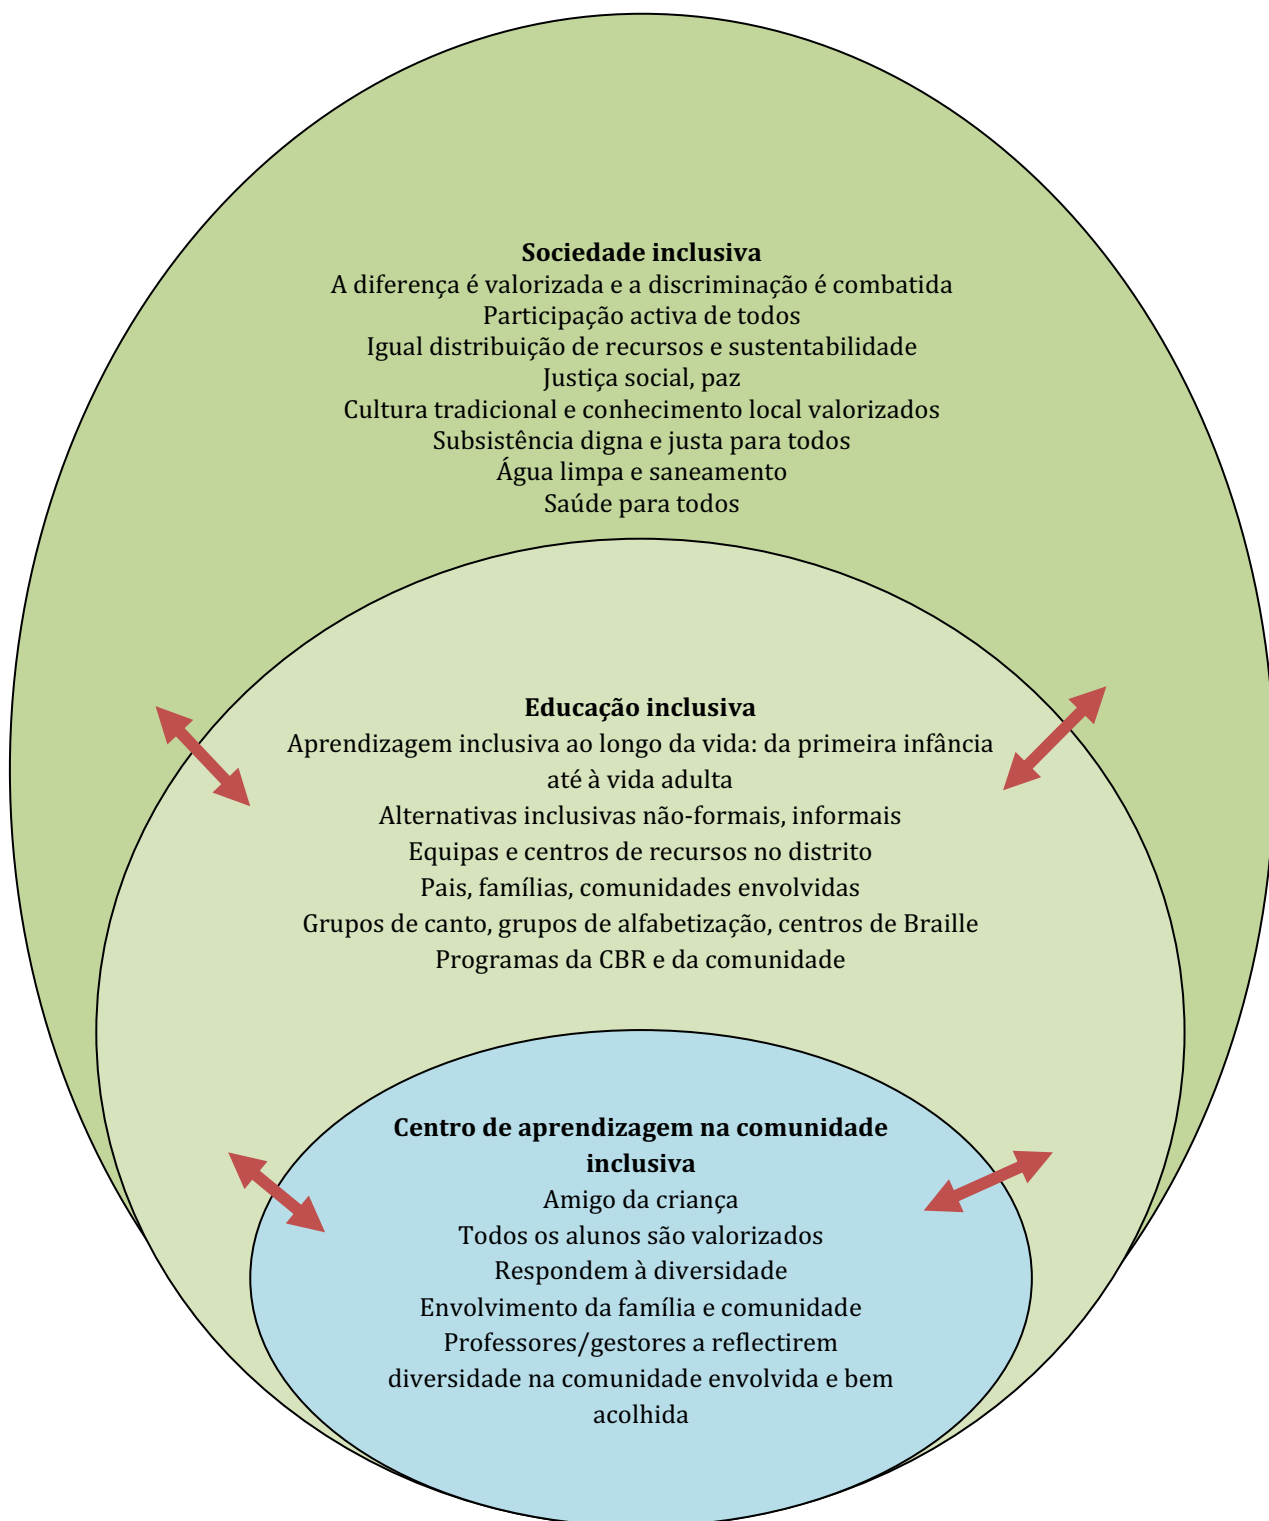 Sociedade inclusiva
A diferença é valorizada e a discriminação é combatida
Participação activa de todos
Igual distribuição de recursos e sustentabilidade
Justiça social, paz
Cultura tradicional e conhecimento local valorizados
Subsistência digna e justa para todos
Água limpa e saneamento
Saúde para todos
Educação inclusiva
Aprendizagem inclusiva ao longo da vida: da primeira infância
até à vida adulta
Alternativas inclusivas não-formais, informais
Equipas e centros de recursos no distrito
Pais, famílias, comunidades envolvidas
Grupos de canto, grupos de alfabetização, centros de Braille
Programas da CBR e da comunidade
Centro de aprendizagem na comunidade
inclusiva
Amigo da criança
Todos os alunos são valorizados
Respondem à diversidade
Envolvimento da família e comunidade
Professores/gestores a reflectirem
diversidade na comunidade envolvida e bem
acolhida